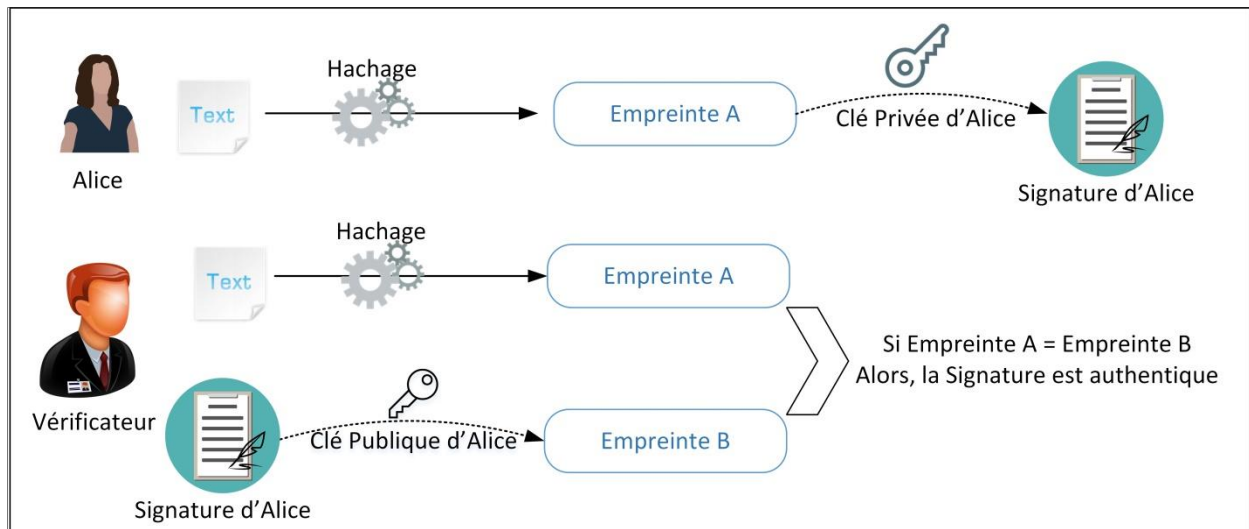 Hachage
Text
Empreinte A
Clé Privée d’Alice
Alice
Signature d’Alice
Hachage
Text
Empreinte A
Si Empreinte A = Empreinte B
Alors, la Signature est authentique
Vérificateur
Clé Publique d’Alice
Empreinte B
Signature d’Alice